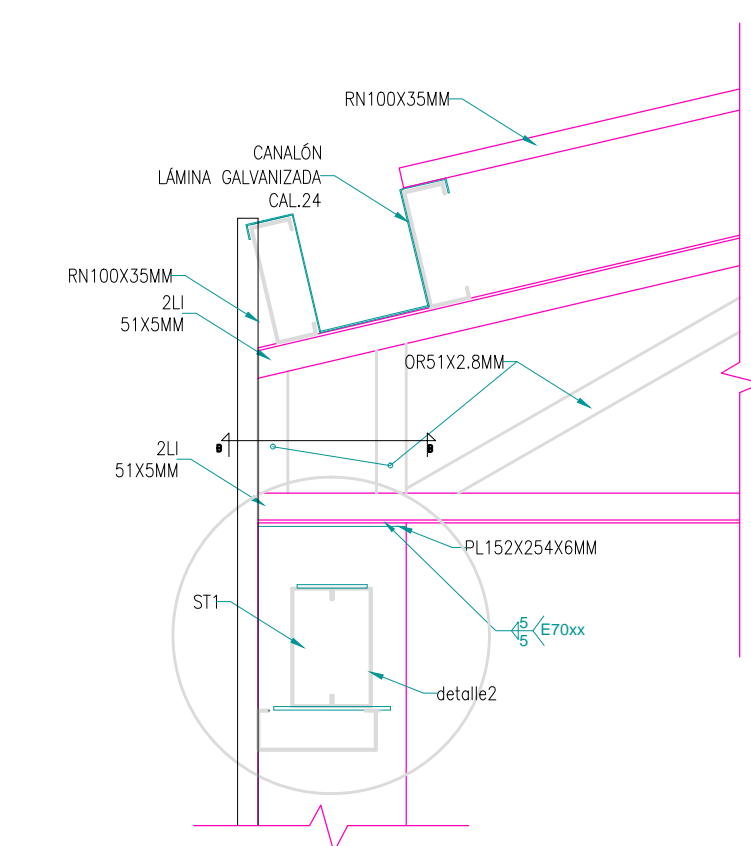 RN100X35MM
CANALÓN
LÁMINA GALVANIZADA
CAL.24
RN100X35MM
2LI
51X5MM
OR51X2.8MM
2LI
51X5MM
PL152X254X6MM
ST1
5
5
E70xx
detalle2